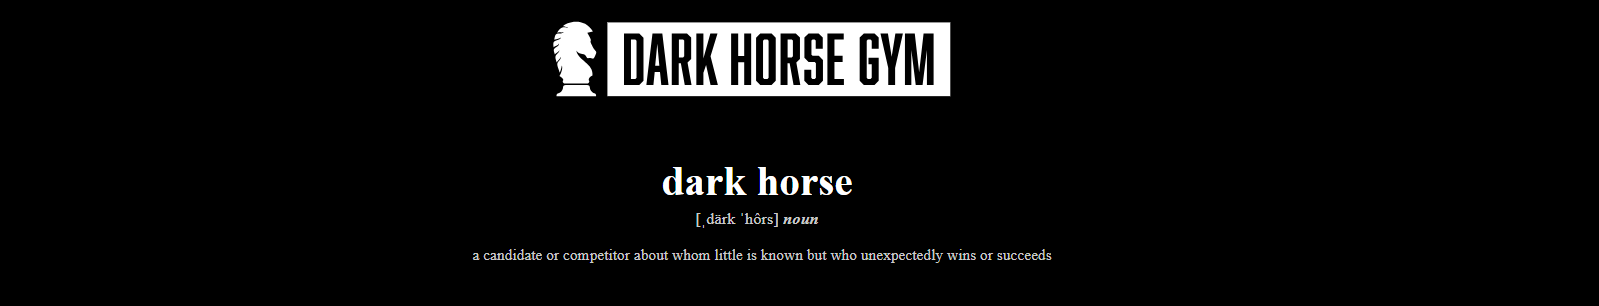 DARK HORSE GYM
dark horse
[ˌdärk ˈhôrs] noun
a candidate or competitor about whom little is known but who unexpectedly wins or succeeds